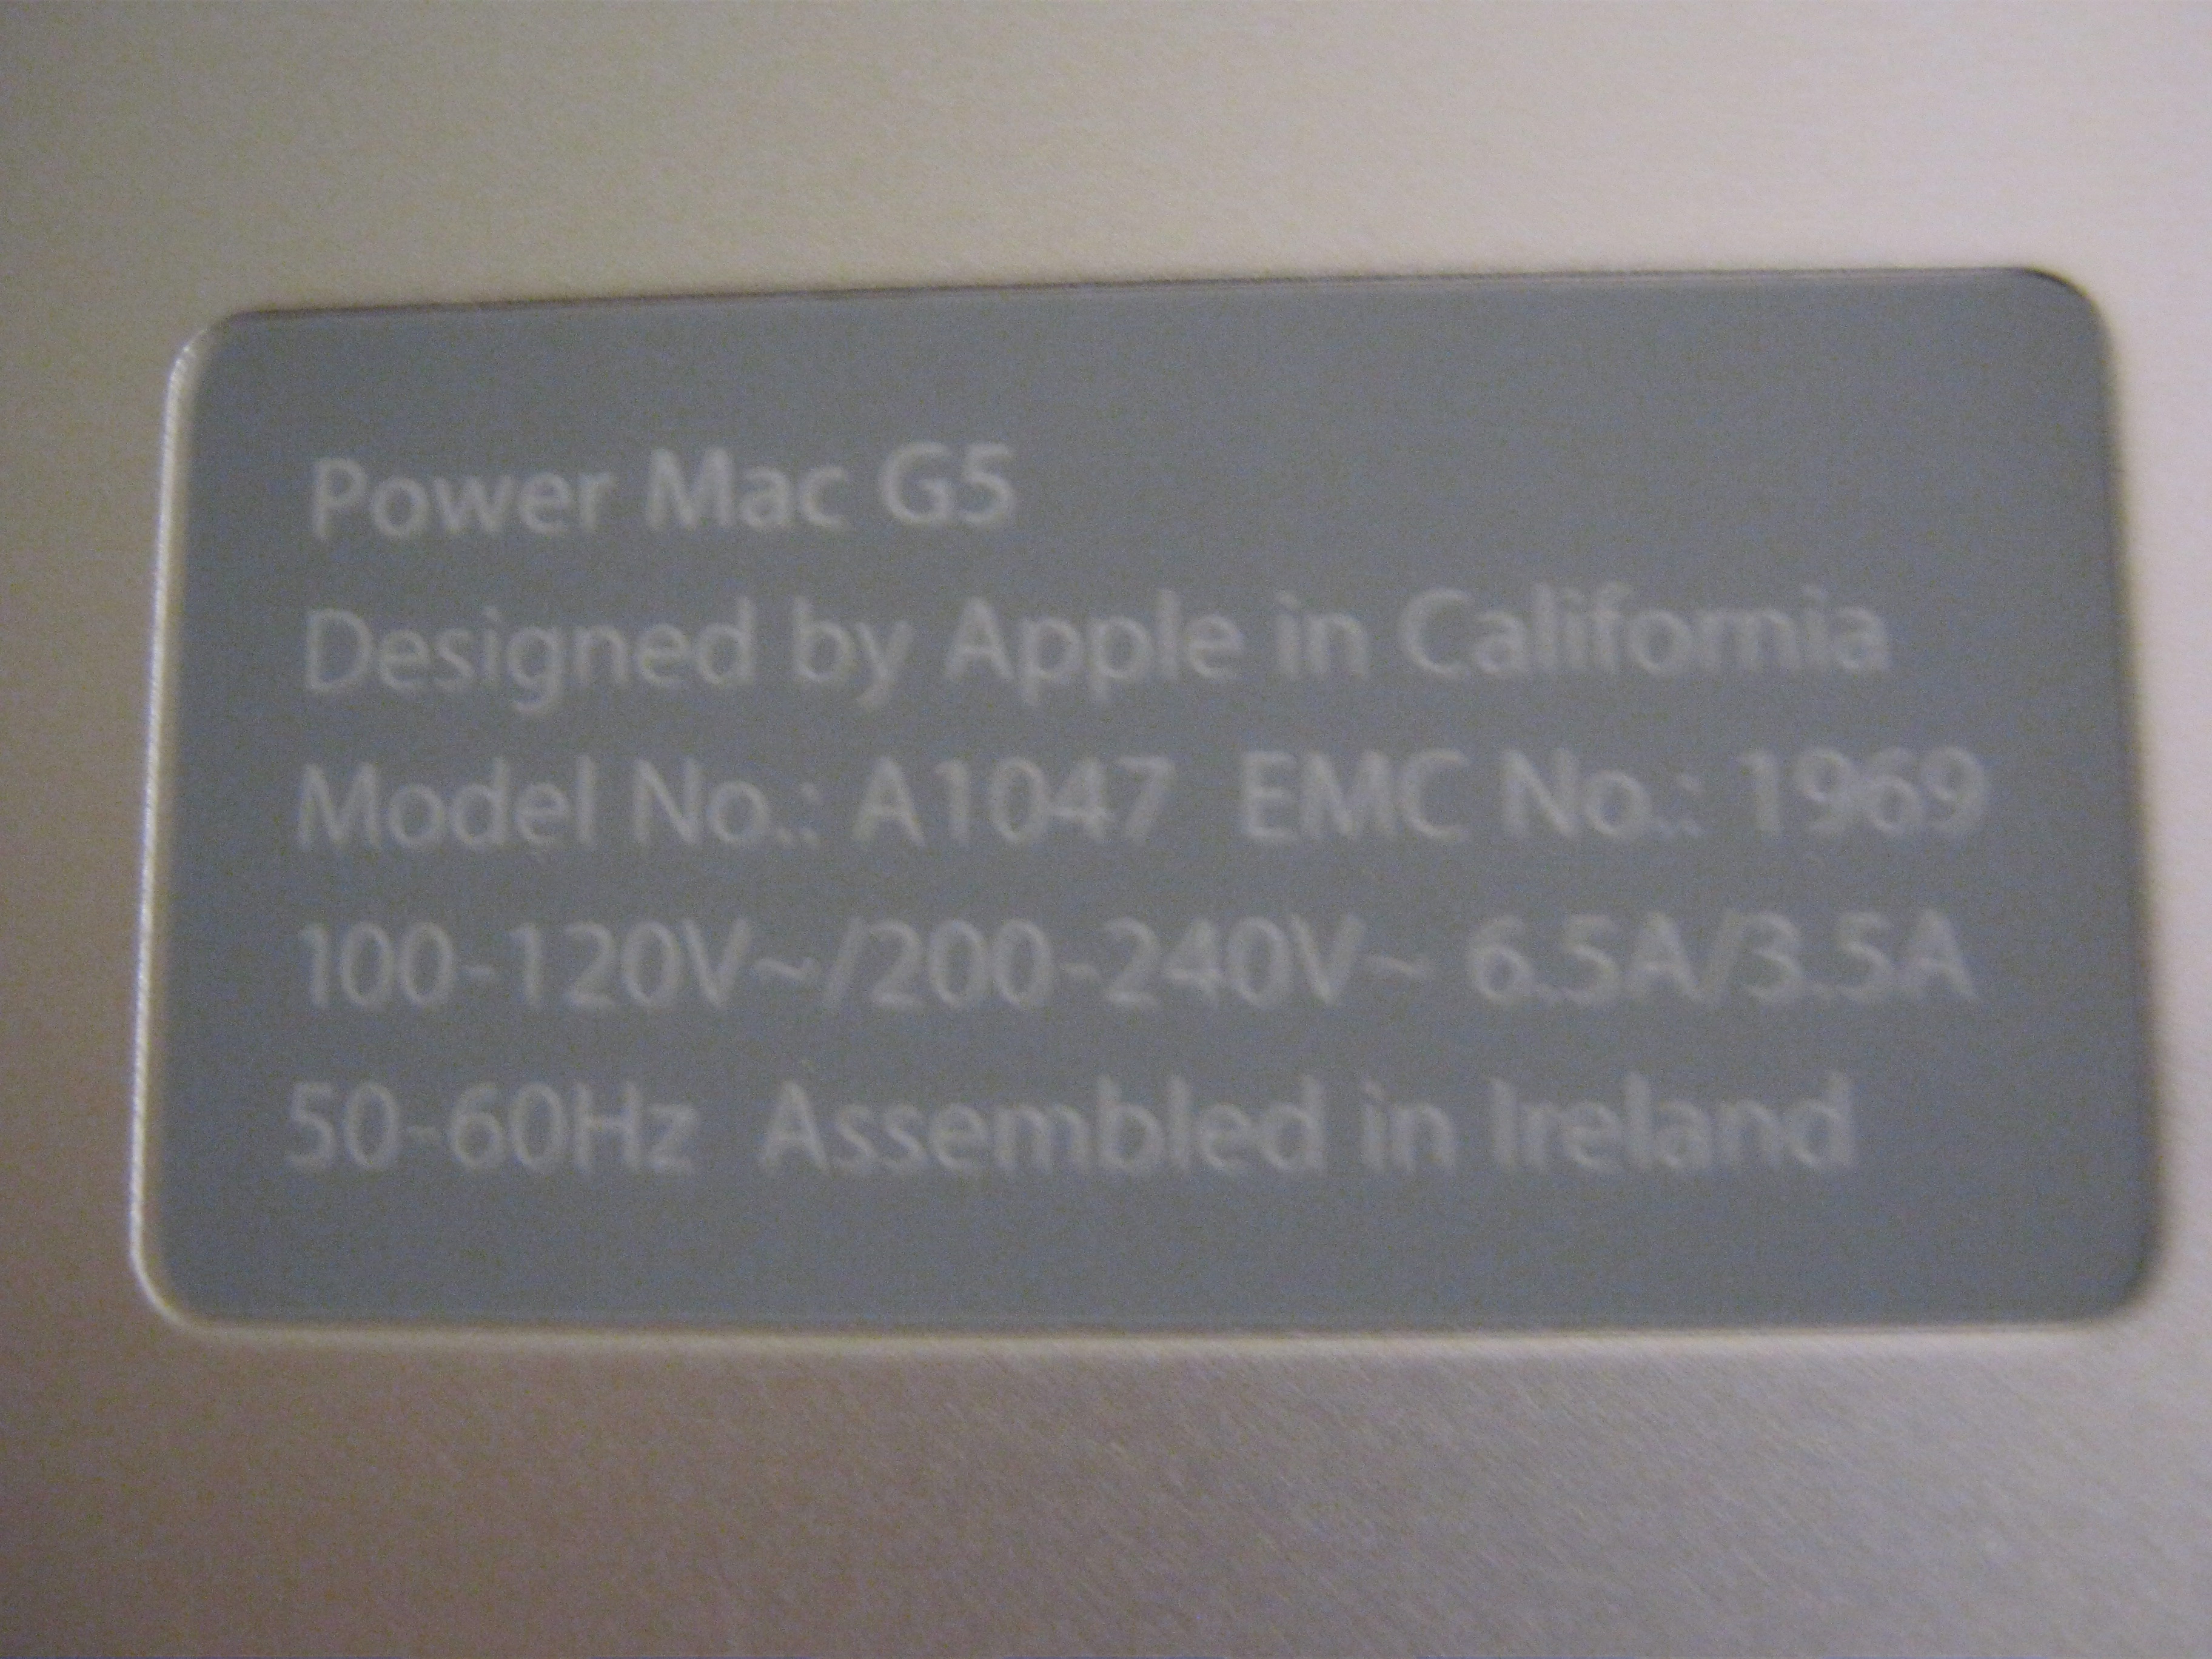 Power Mac G5
Designed by Apple in California
Model No.: A1047 EMC No.: 1969
100-120V~/200-240V~ 6.5A/3.5A
50-60Hz Assembled in Ireland